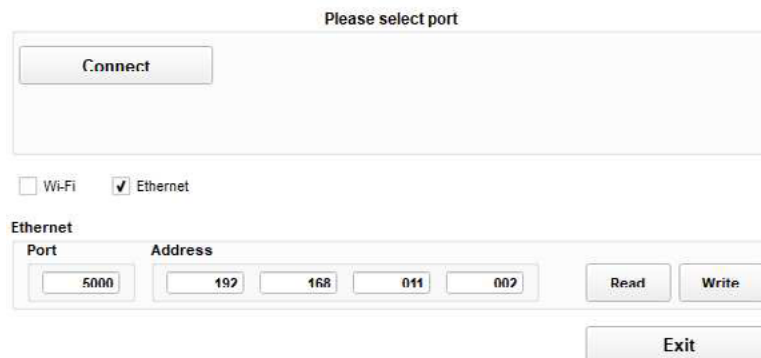 Please select port
Connect
Wi-Fi Ethernet
Ethernet
Port Address
5000 192 168 011 002 Read Write
Exit